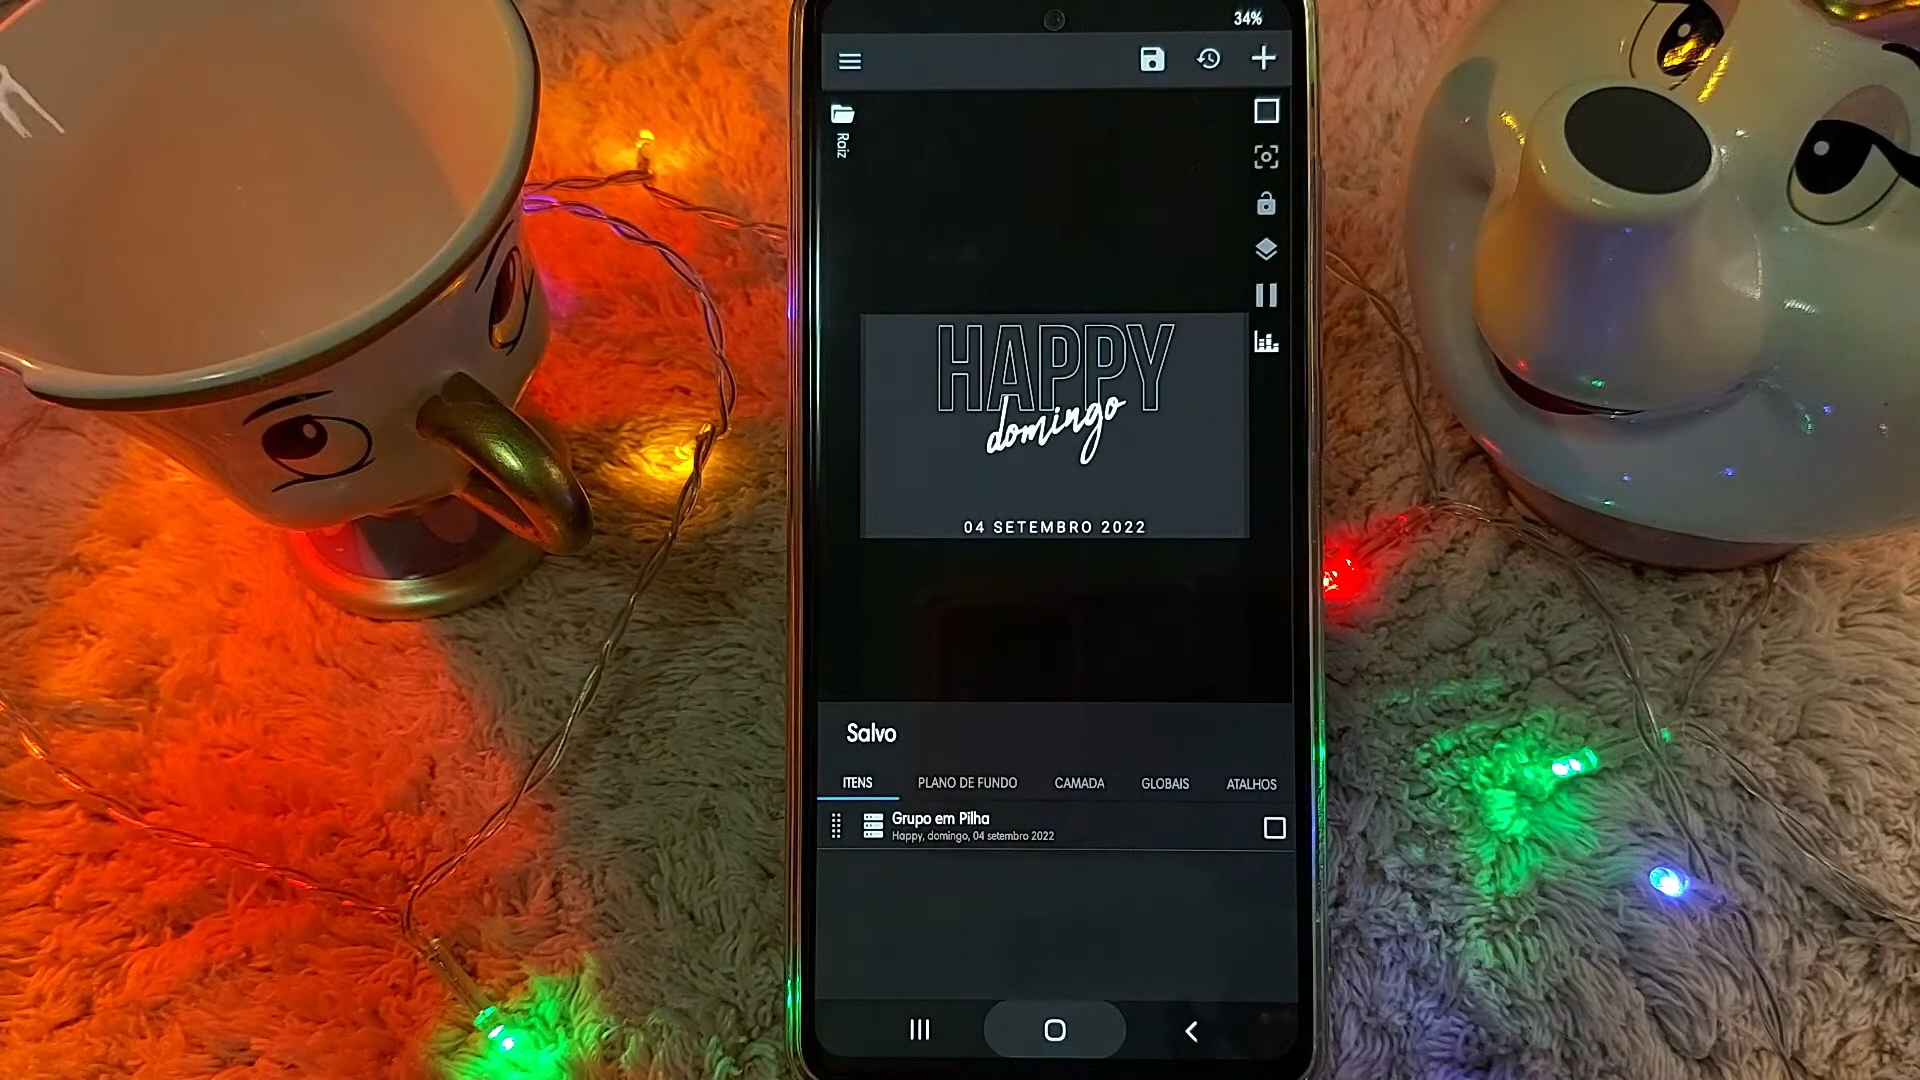 34%
Raiz
HAPPY
domingo
04 SETEMBRO 2022
Salvo
ITENS PLANO DE FUNDO CAMADA GLOBAIS ATALHOS
Grupo em Pilha
Happy, domingo, 04 setembro 2022